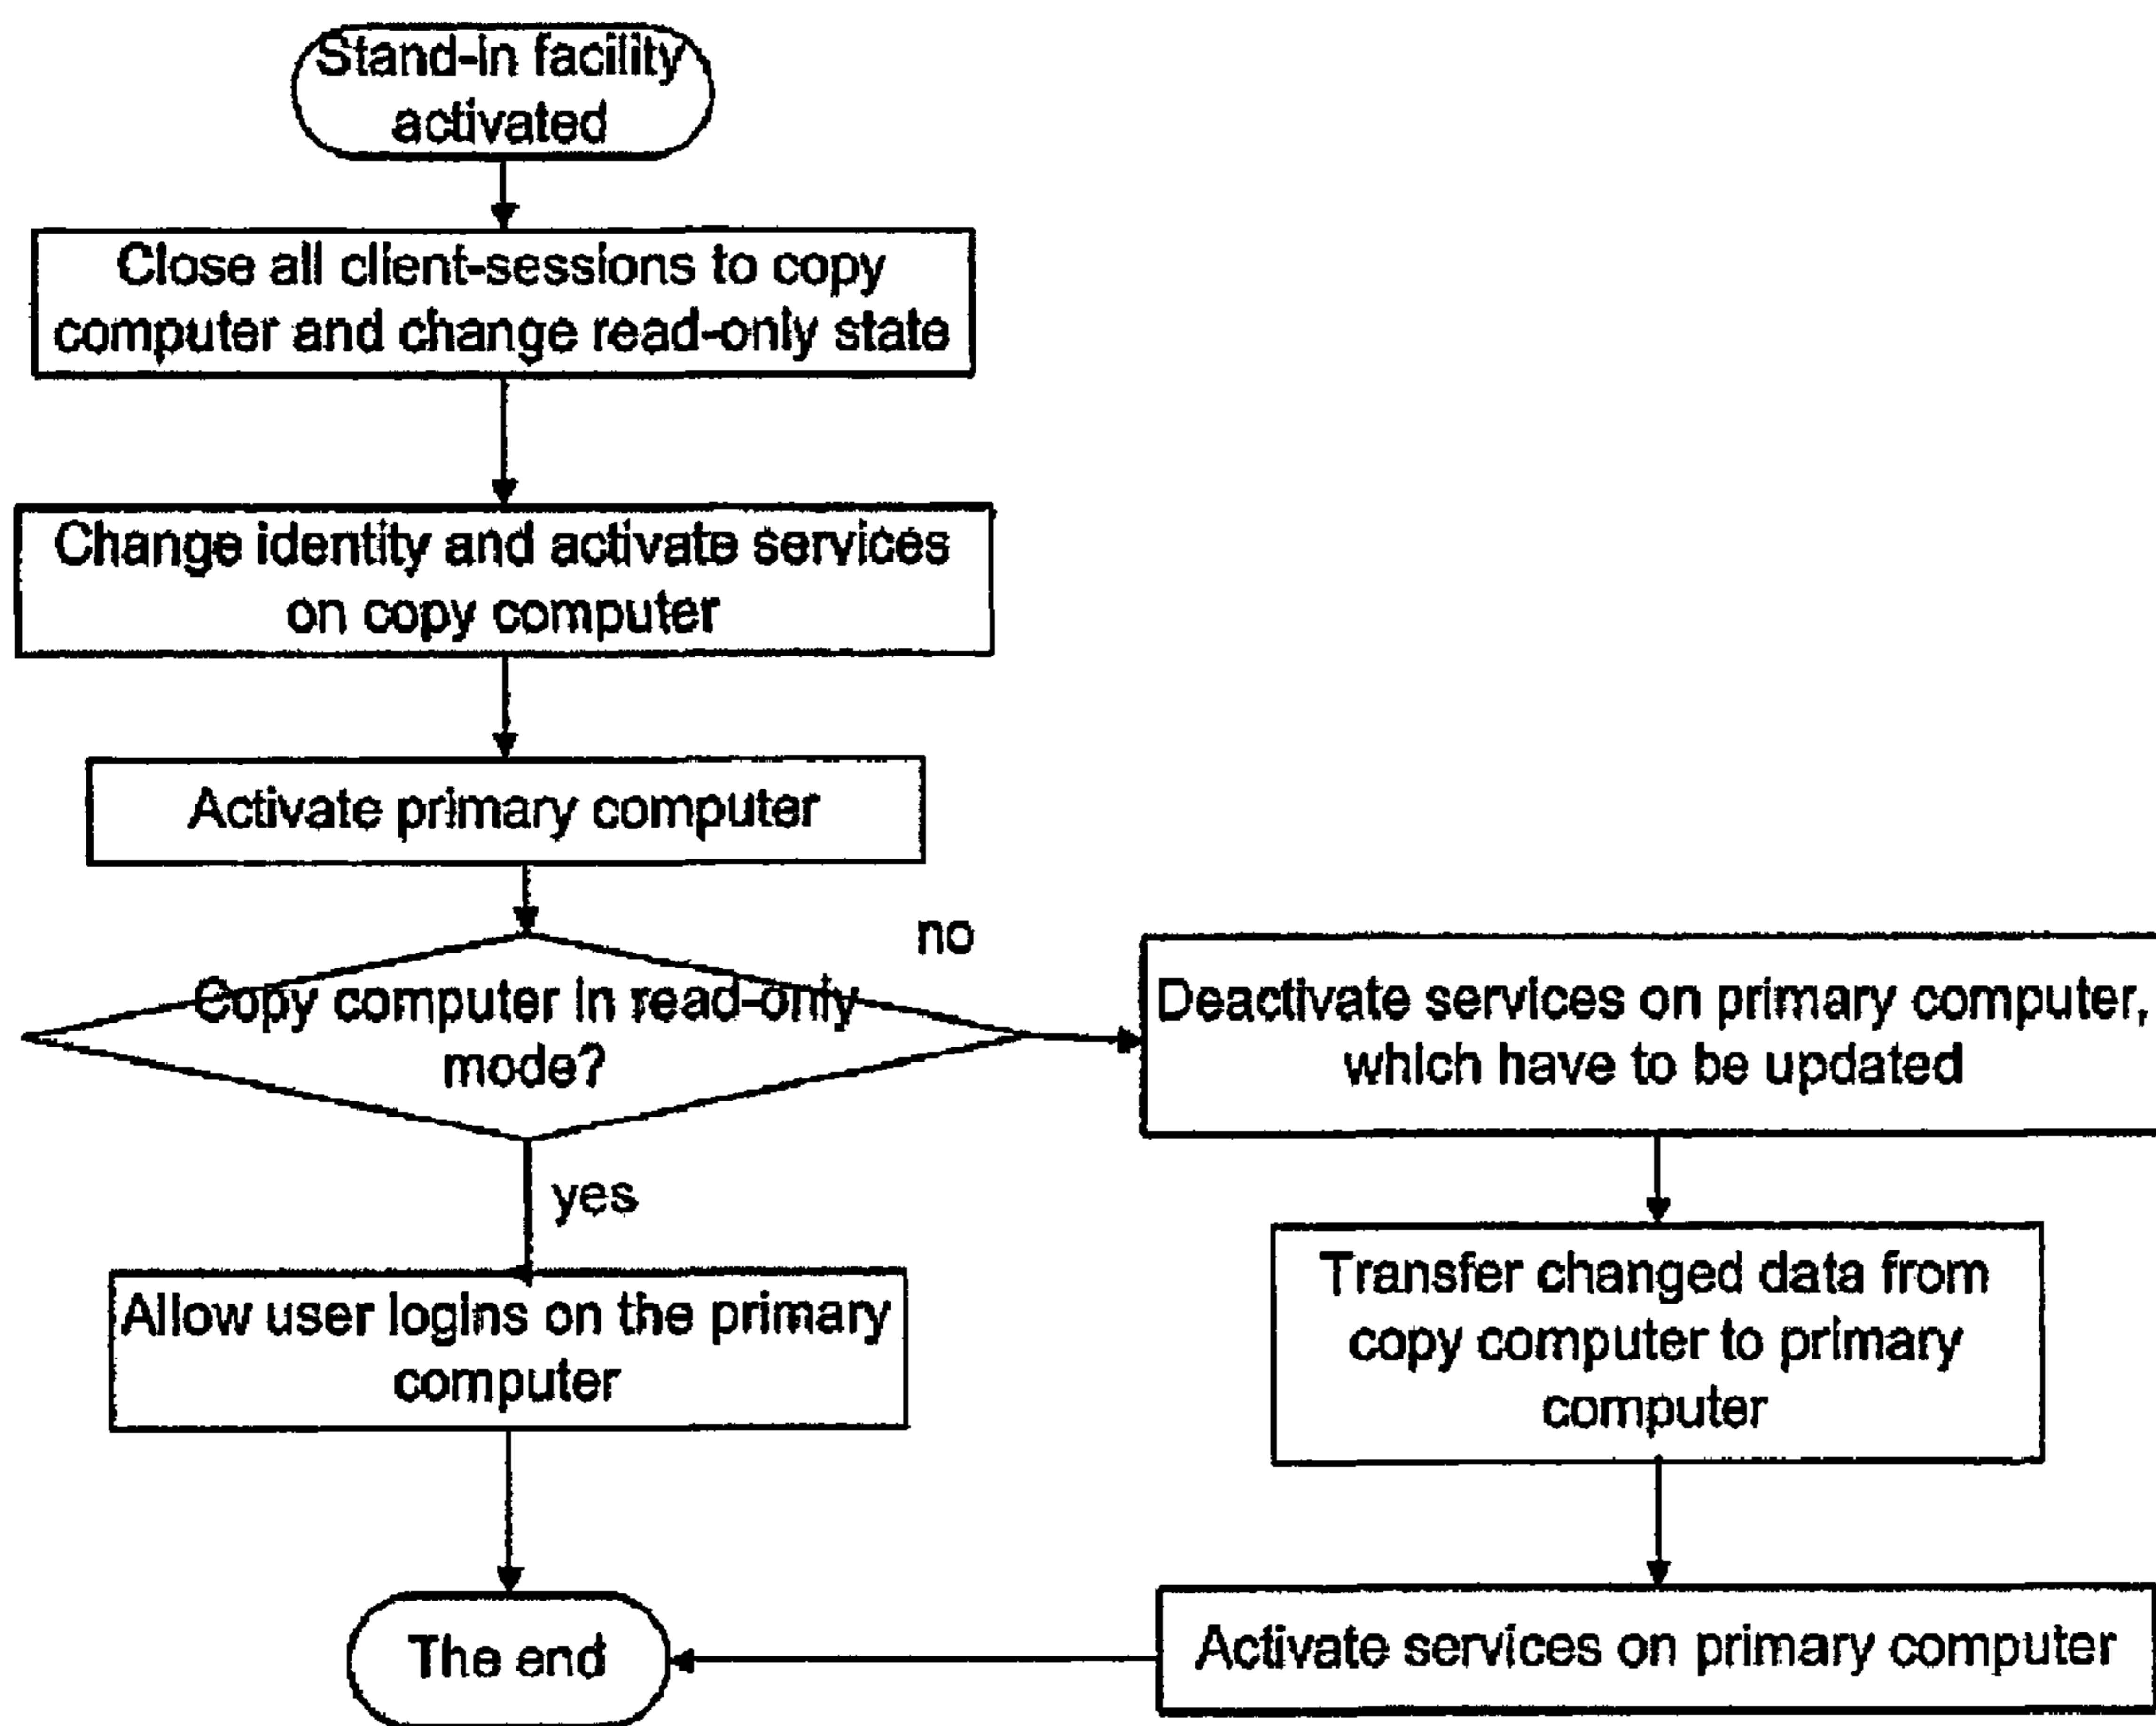 Stand-in facility
activated
Close all client-sessions to copy
computer and change read-only state
Change identity and activate services
on copy computer
Activate primary computer
no
Copy computer in read-only
mode?
Deactivate services on primary computer,
which have to be updated
yes
Allow user logins on the primary
computer
Transfer changed data from
copy computer to primary
computer
The end
Activate services on primary computer